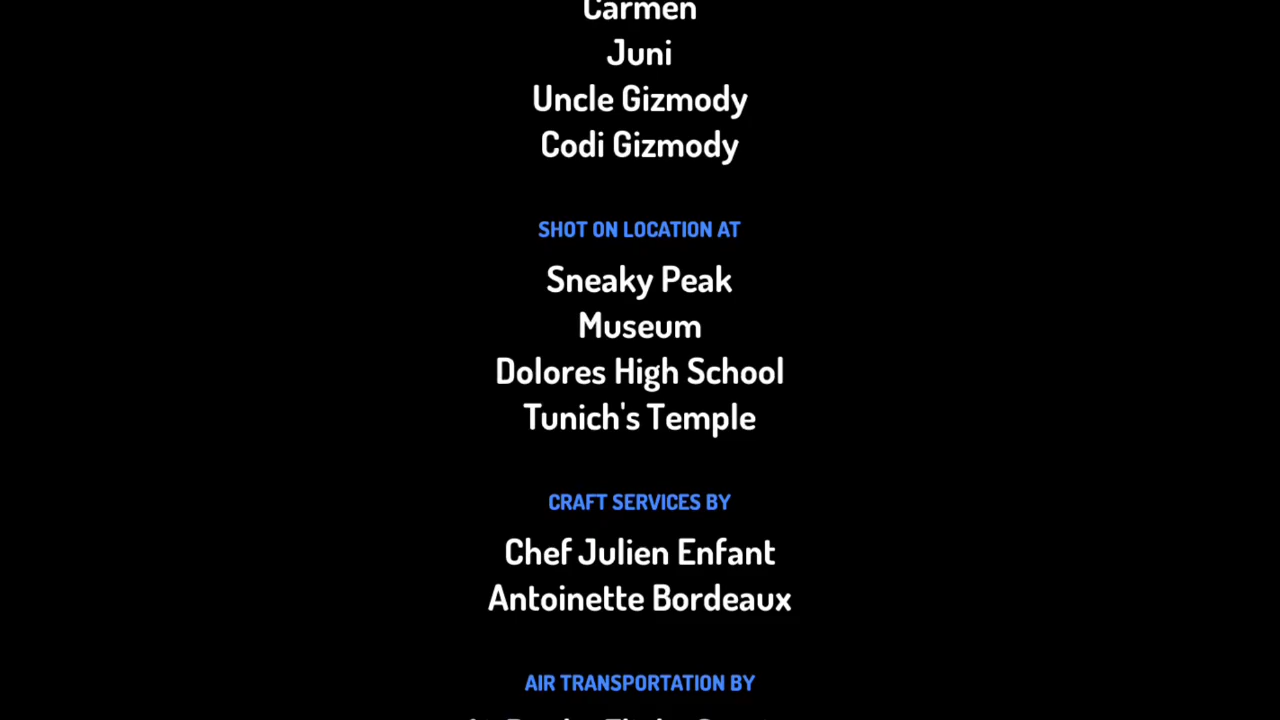 Carmen
Juni
Uncle Gizmody
Codi Gizmody
SHOT ON LOCATION AT
Sneaky Peak
Museum
Dolores High School
Tunich's Temple
CRAFT SERVICES BY
Chef Julien Enfant
Antoinette Bordeaux
AIR TRANSPORTATION BY